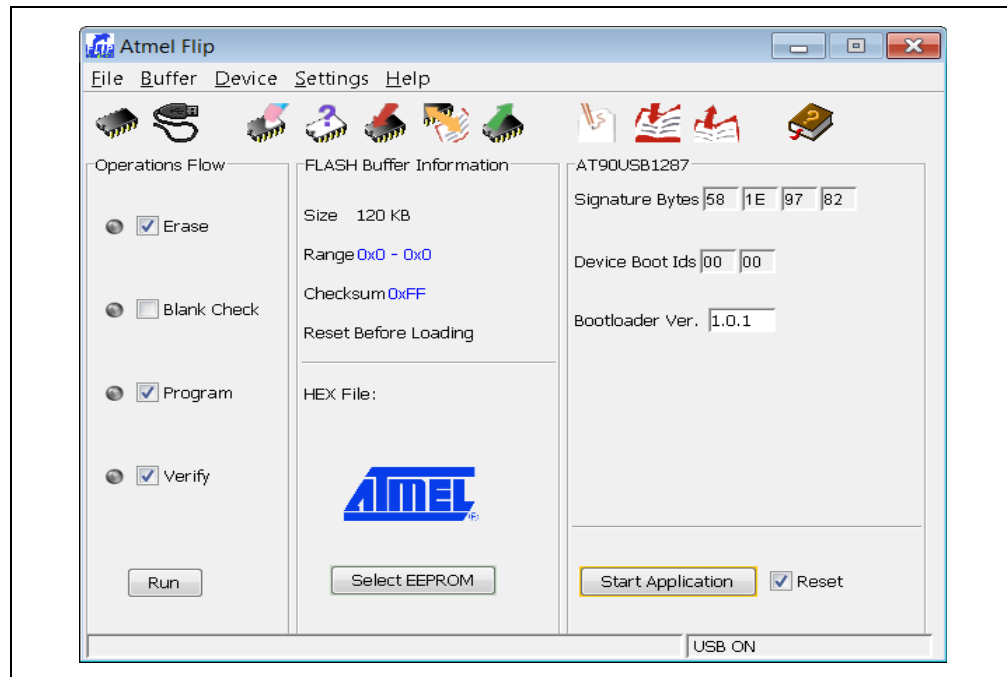 Atmel Flip
File Buffer Device Settings Help
Operations Flow
Erase
Blank Check
Program
Verify
Run
FLASH Buffer Information
Size 120 KB
Range 0x0 - 0x0
Checksum 0xFF
Reset Before Loading
HEX File:
ATMEL®
Select EEPROM
AT90USB1287
Signature Bytes 58 1E 97 82
Device Boot Ids 00 00
Bootloader Ver. 1.0.1
Start Application Reset
USB ON